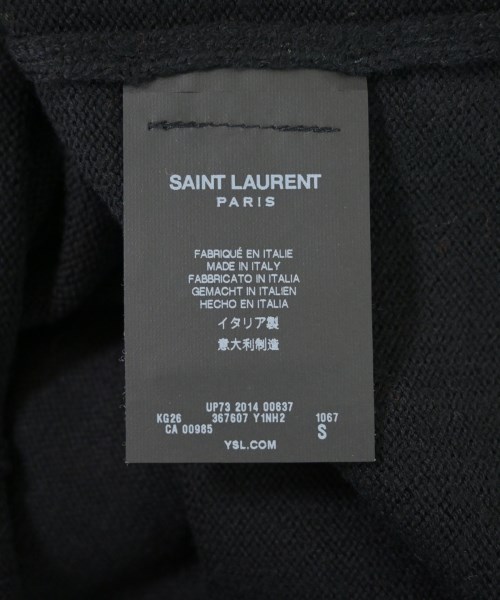 SAINT LAURENT
PARIS
FABRIQUÉ EN ITALIE
MADE IN ITALY
FABBRICATO IN ITALIA
GEMACHT IN ITALIEN
HECHO EN ITALIA
イタリア製
意大利制造
UP73 2014 00637
KG26 367607 Y1NH2 1067
CA 00985 S
YSL.COM